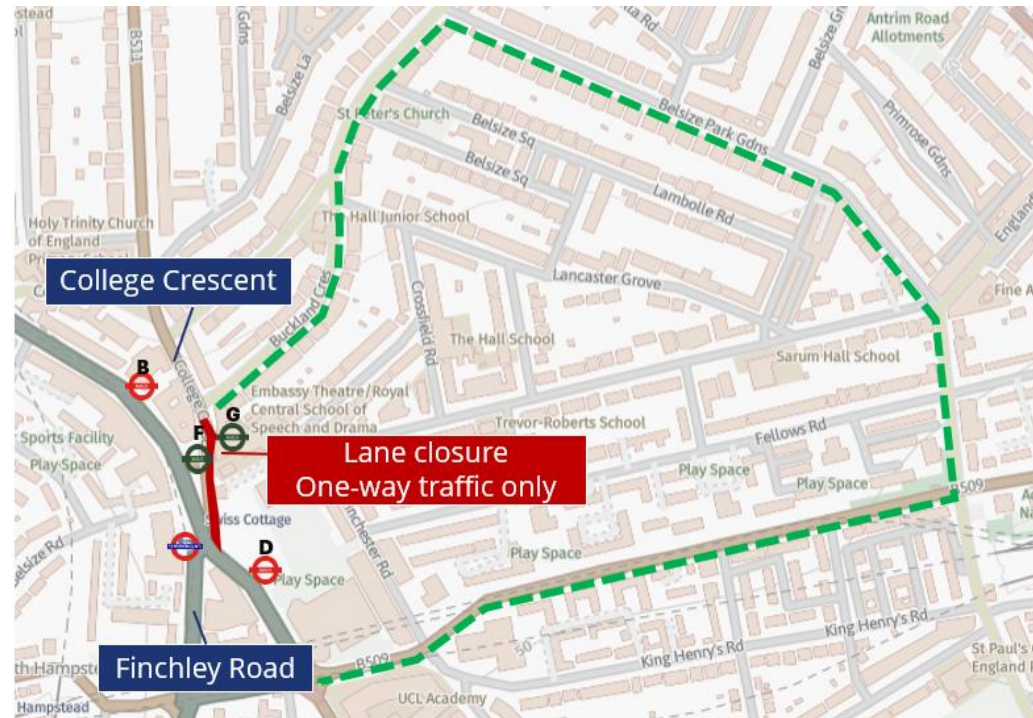 B511
Gdns
Belsize La
St Peter's Church
Belsize Sq
Belsize Sq
Belsize Park Gdns
Lambolle Rd
Antrim Road
Allotments
Primrose Gdns
Holy Trinity Church
of England
The Hall Junior School
Lancaster Grove
College Crescent
Buckland Cres
Crossfield Rd
The Hall School
Sarum Hall School
Fine A
B
College C
Embassy Theatre/Royal
Central School of
Speech and Drama
G
F
Trevor-Roberts School
Fellows Rd
Sports Facility
Play Space
Lane closure
One-way traffic only
Play Space
Play Space
B509
Swiss Cottage
D
Play Space
Play Space
Belsize Rd
Finchley Road
B509
UCL Academy
50
King Henry's Rd
King Henry's Rd
St Paul's
England
Hampstead